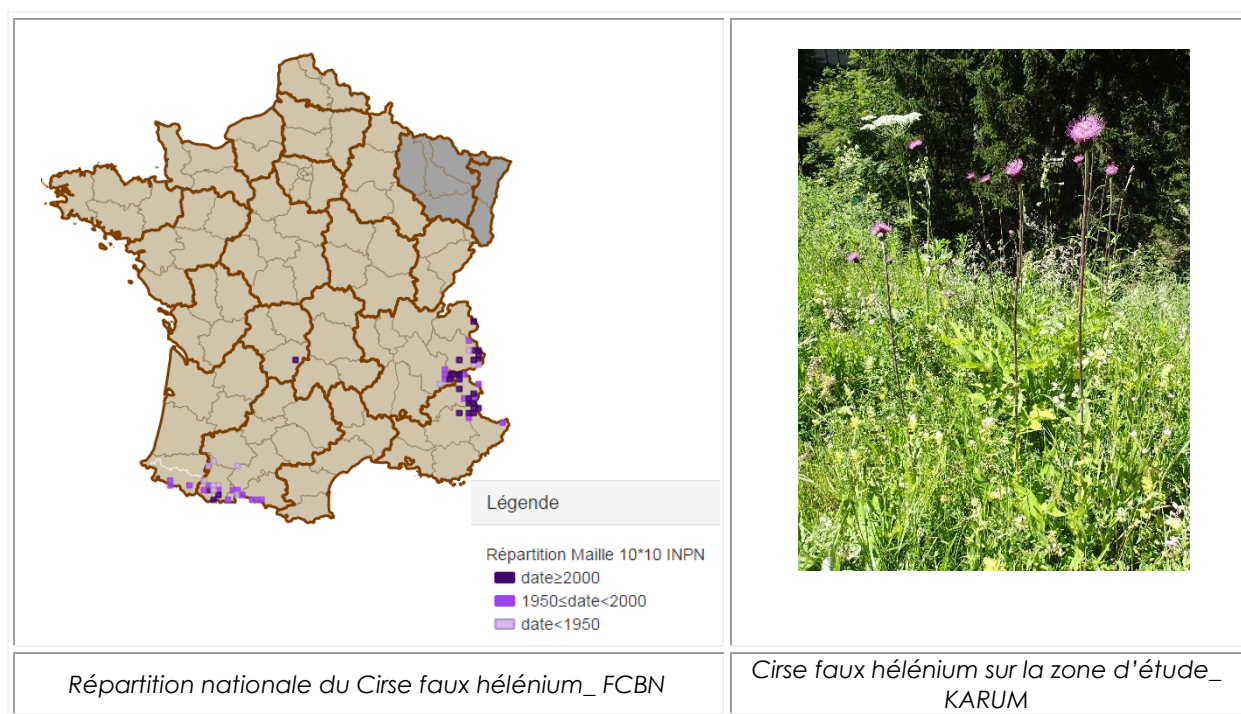 Légende
Répartition Maille 10*10 INPN
date≥2000
1950≤date<2000
date<1950
Répartition nationale du Cirse faux hélénium_ FCBN
Cirse faux hélénium sur la zone d’étude_
KARUM